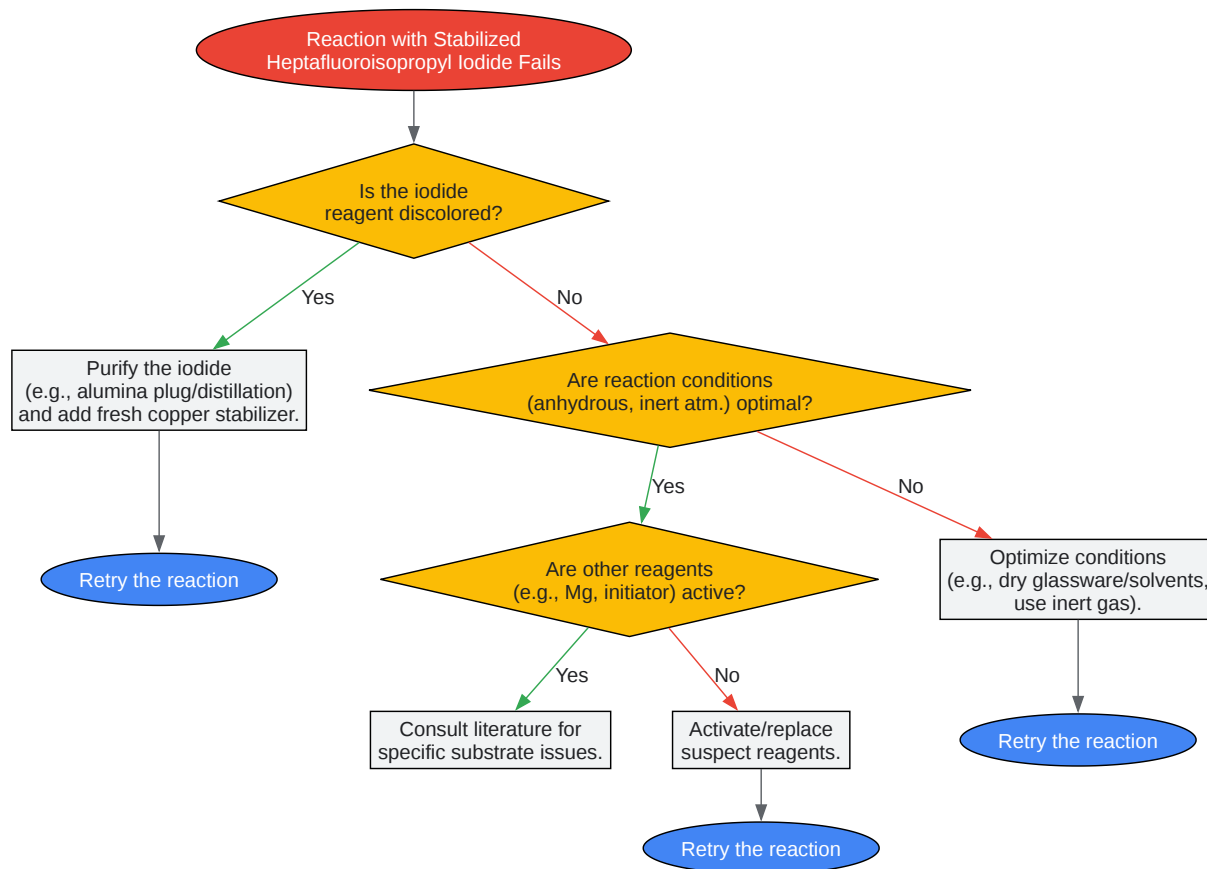 Reaction with Stabilized
Heptafluoroisopropyl Iodide Fails
Is the iodide
reagent discolored?
Yes
No
Purify the iodide
(e.g., alumina plug/distillation)
and add fresh copper stabilizer.
Are reaction conditions
(anhydrous, inert atm.) optimal?
Yes
No
Retry the reaction
Are other reagents
(e.g., Mg, initiator) active?
Optimize conditions
(e.g., dry glassware/solvents,
use inert gas).
Yes
No
Consult literature for
specific substrate issues.
Activate/replace
suspect reagents.
Retry the reaction
Retry the reaction